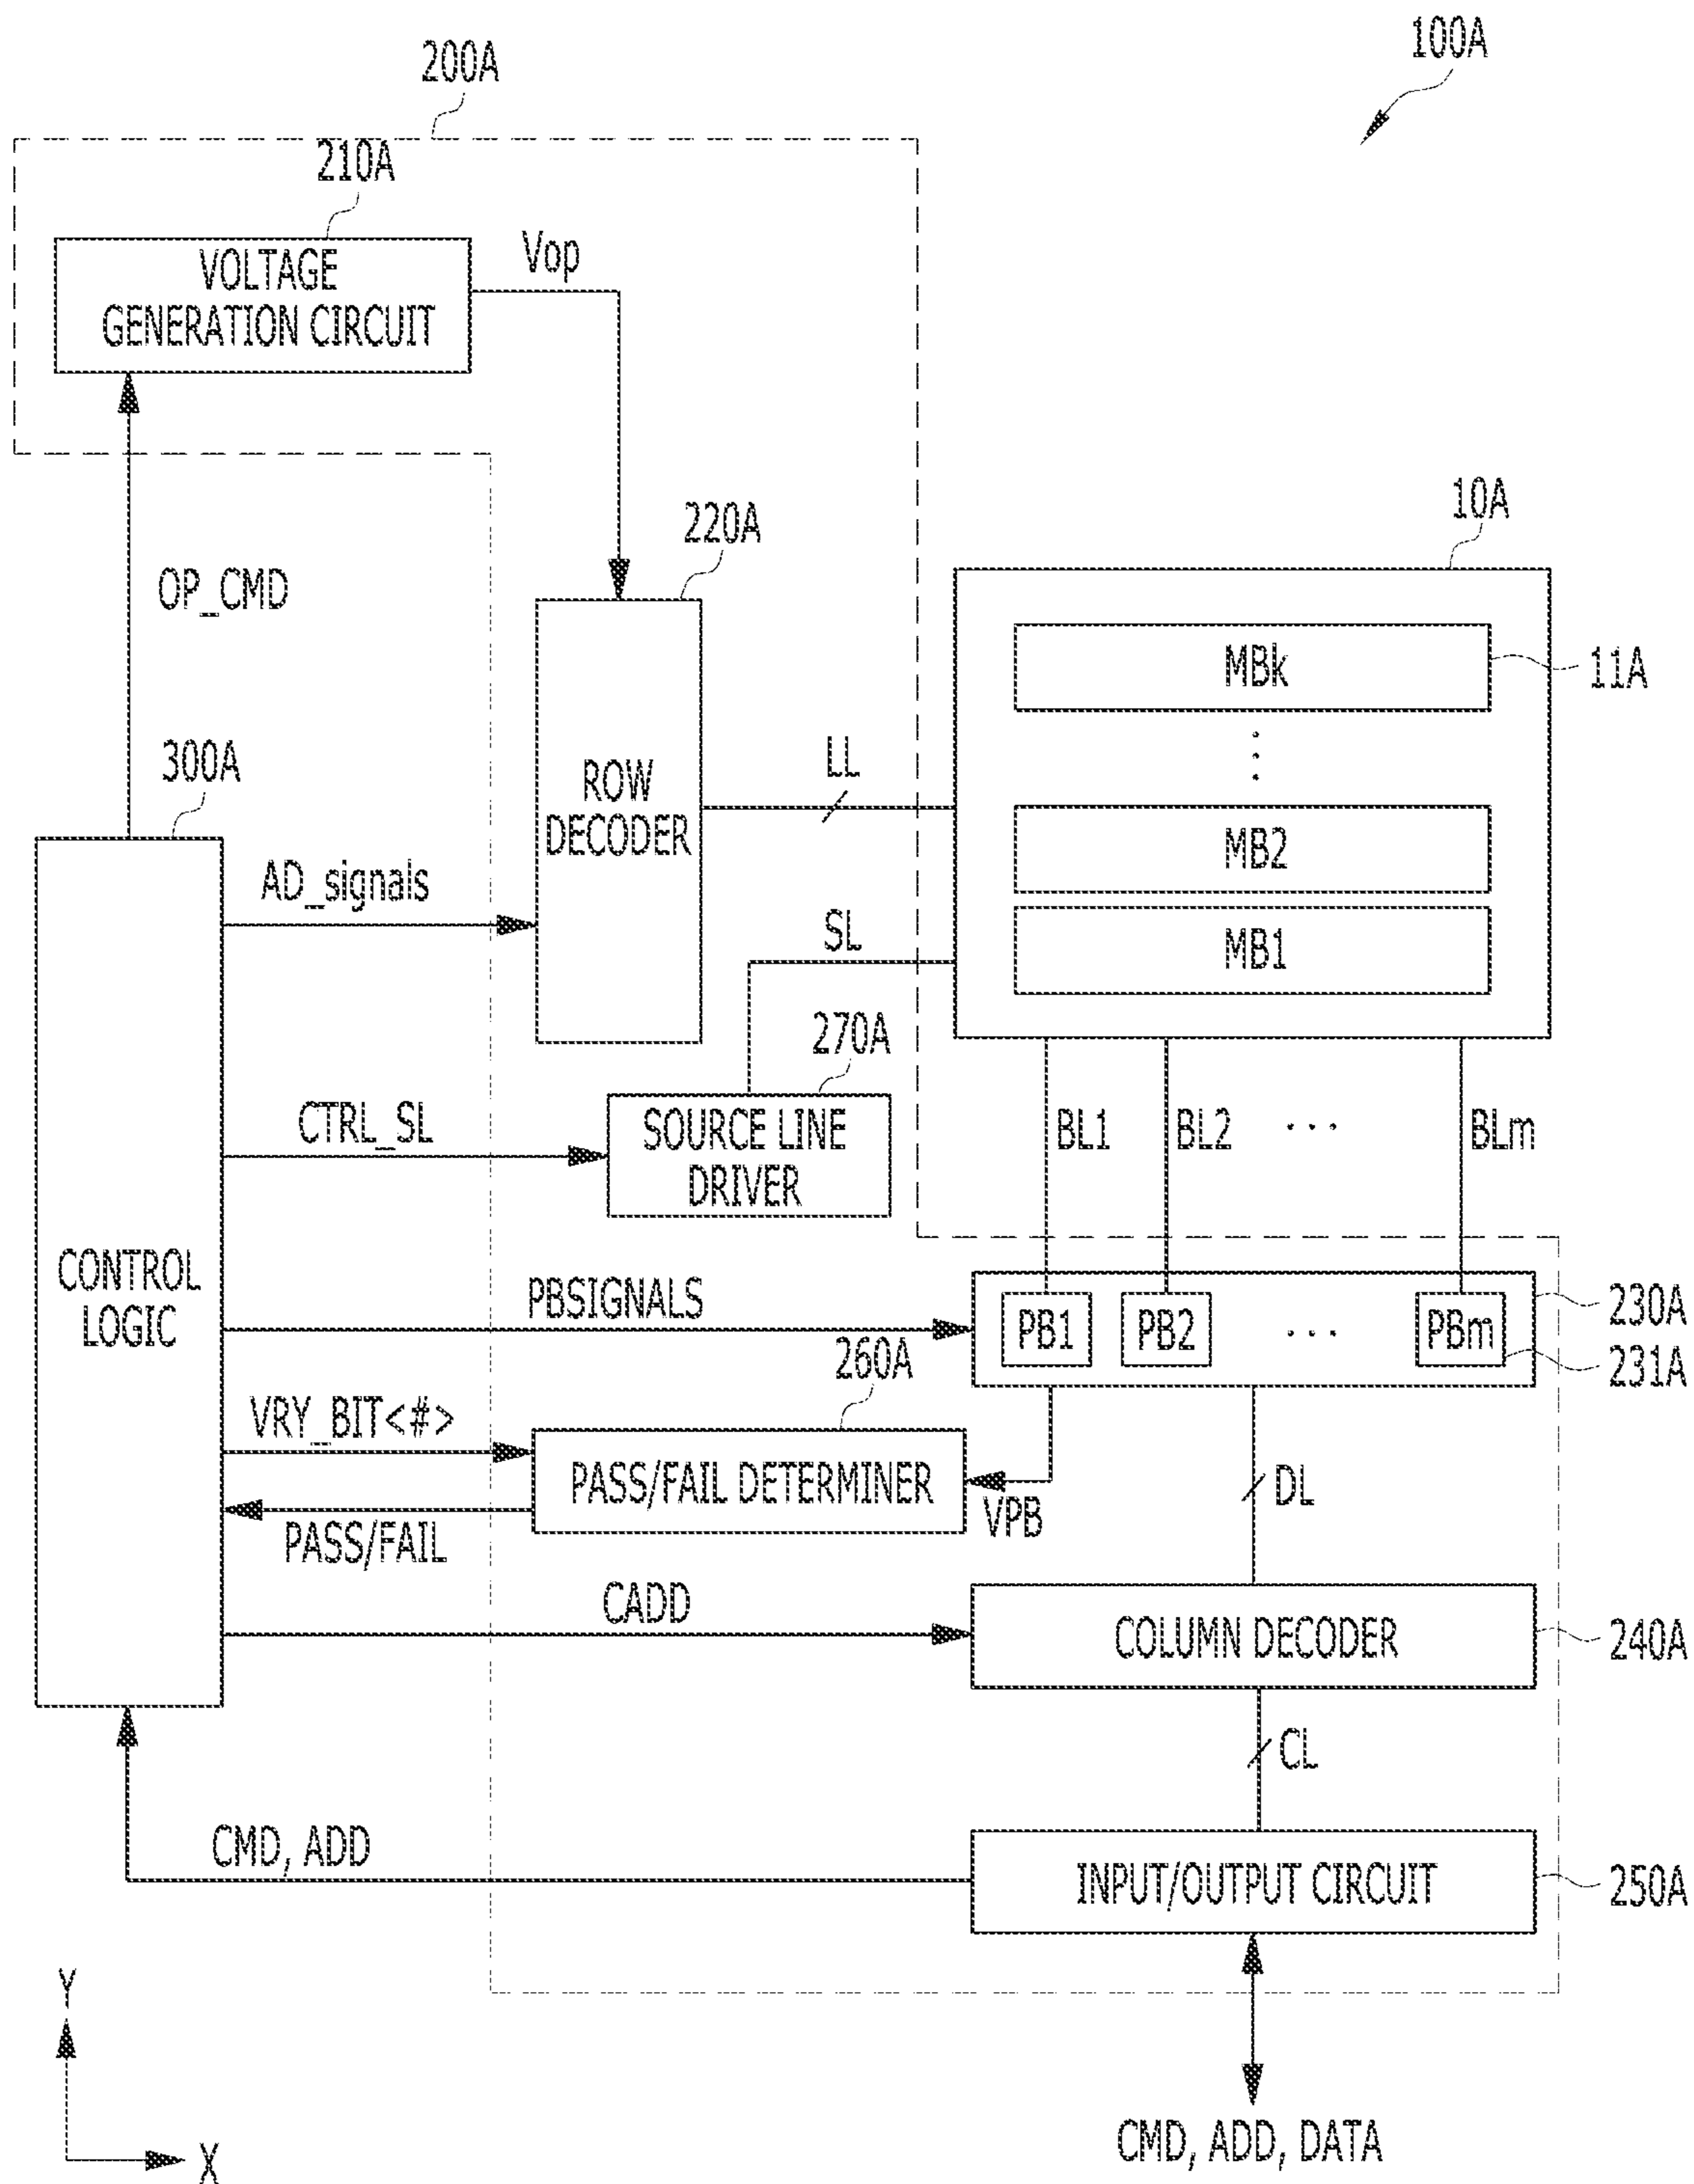 100A
200A
210A
VOLTAGE
GENERATION CIRCUIT
Vop
OP_CMD
220A
ROW
DECODER
10A
MBk
11A
MB2
MB1
LL
SL
300A
CONTROL
LOGIC
AD_signals
270A
CTRL_SL
SOURCE LINE
DRIVER
BL1
BL2
...
BLm
PBSIGNALS
PB1
PB2
...
PBm
230A
231A
260A
VRY_BIT<#>
PASS/FAIL DETERMINER
PASS/FAIL
VPB
DL
CADD
COLUMN DECODER
240A
CL
CMD, ADD
INPUT/OUTPUT CIRCUIT
250A
Y
X
CMD, ADD, DATA